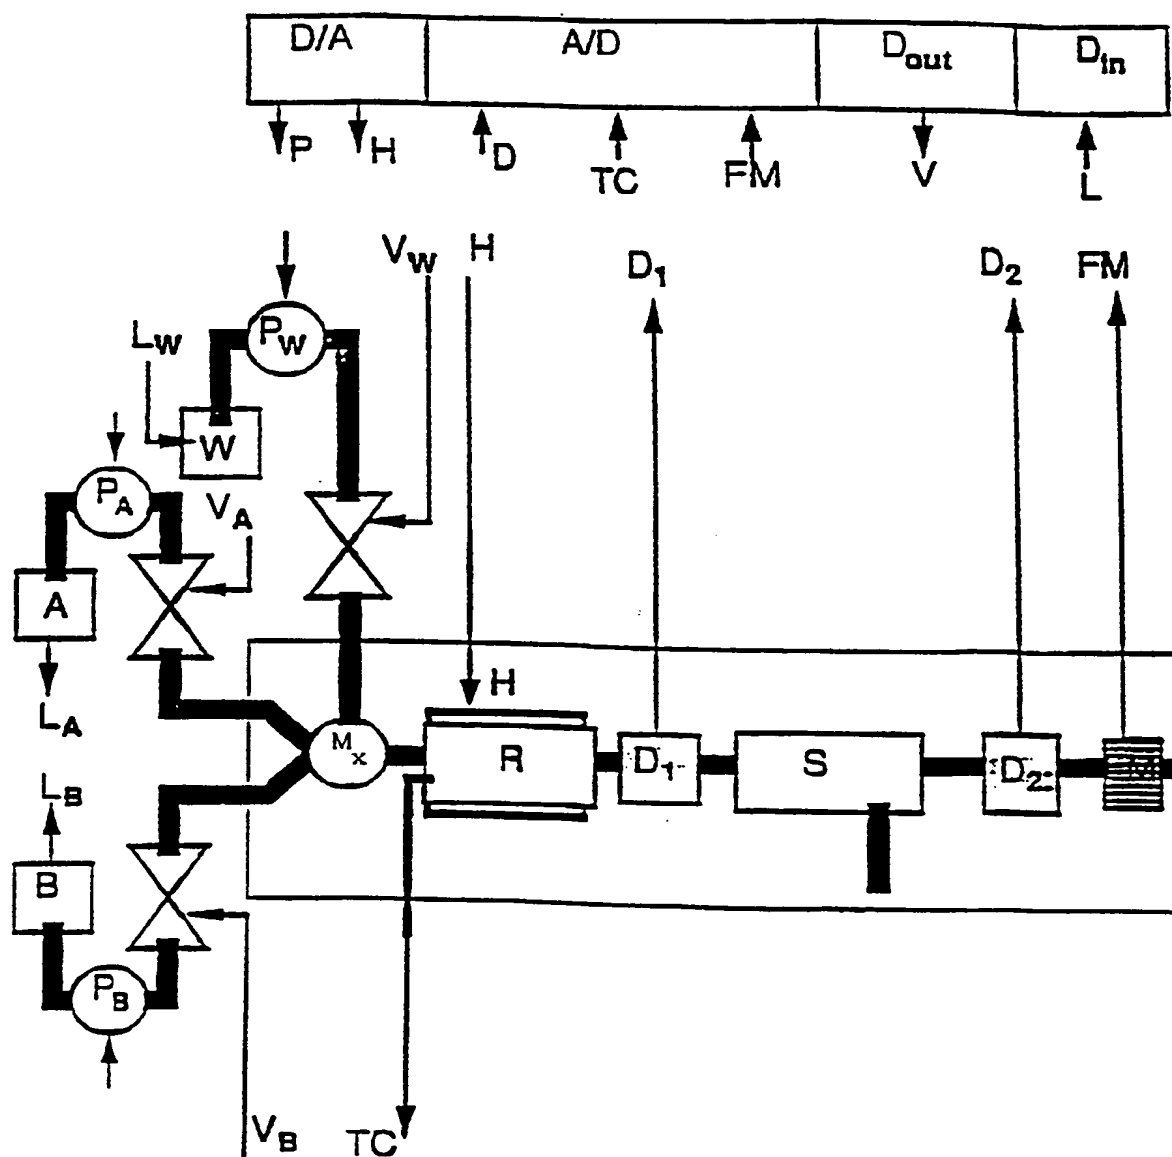 D/A A/D Dout Din
P H D TC FM V L
VW H D1 D2 FM
PW
LW
W
PA
VA
A
LA
H
Mx R D1 S D2 M
LB
B
PB
VB TC